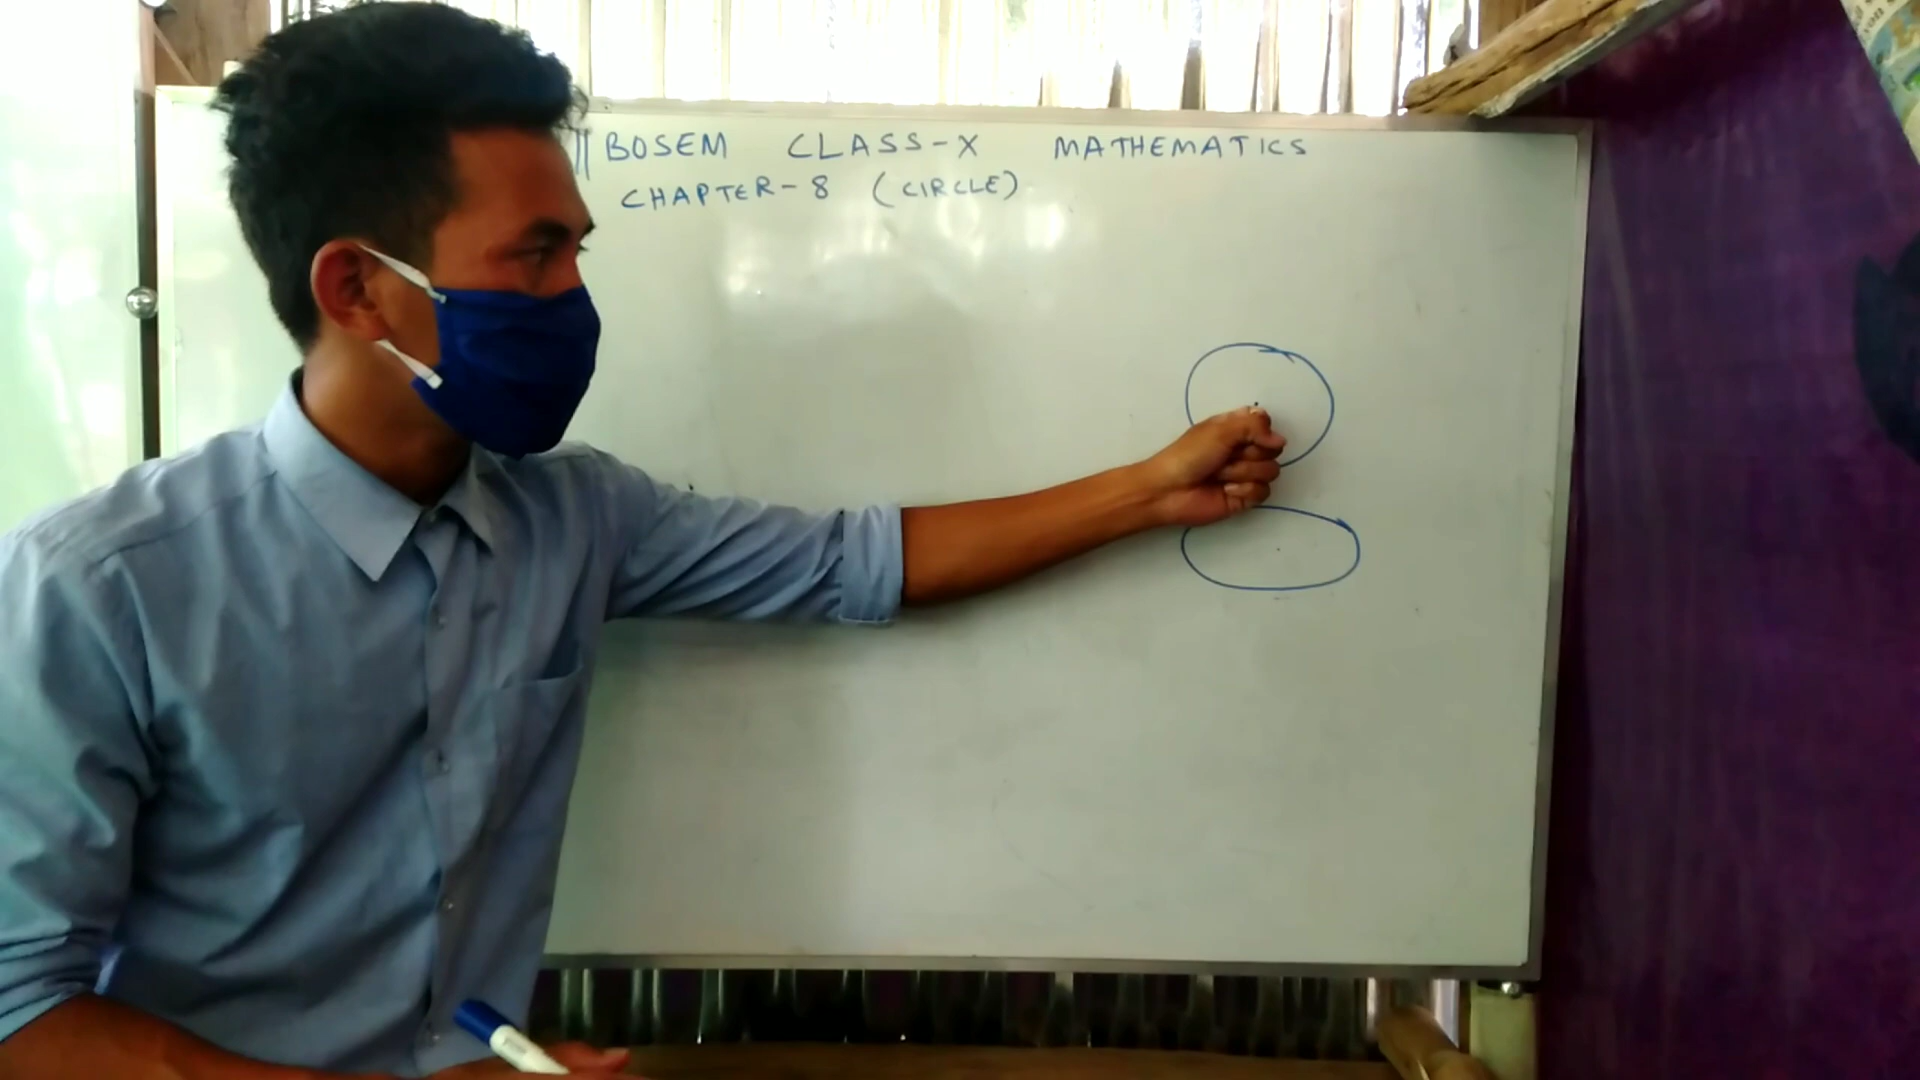 || BOSEM CLASS-X MATHEMATICS
CHAPTER-8 (CIRCLE)